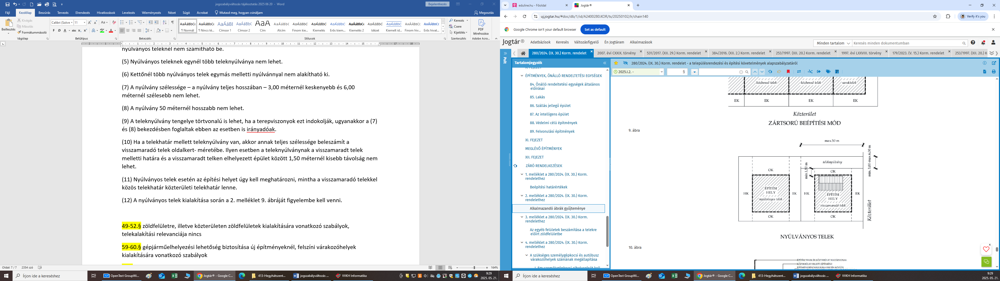 jogszabályváltozás tájékoztatás 2025 06 20 - Word
Bejelentkezés
Fájl Kezdőlap Beszúrás Tervezés Elrendezés Hivatkozások Levelezés Véleményezés Nézet Súgó Acrobat Mutasd meg, hogyan csináljam Megosztás
Beillesztés
Kivágás
Másolás
Formátummásoló
Vágólap
Calibri (Szöve 11
Betűtípus
Bekezdés
¶ Normál ¶ Nincs té... Címsor 1 Címsor 2 Cím Alcím Finom kie... Kiemelés Erős kiem... Kiemelés 2 Idézet Kiemelt id... Finom hiv... Erős hivat...
Stílusok
Keresés
Csere
Kijelölés
Szerkesztés
PDF létrehozása
Adobe Acro...
nyúlványos teleknél nem számítható be.
(5) Nyúlványos teleknek egynél több teleknyúlványa nem lehet.
(6) Kettőnél több nyúlványos telek egymás melletti nyúlvánnyal nem alakítható ki.
(7) A nyúlvány szélessége – a nyúlvány teljes hosszában – 3,00 méternél keskenyebb és 6,00
méternél szélesebb nem lehet.
(8) A nyúlvány 50 méternél hosszabb nem lehet.
(9) A teleknyúlvány tengelye törtvonalú is lehet, ha a terepviszonyok ezt indokolják, ugyanakkor a (7)
és (8) bekezdésben foglaltak ebben az esetben is irányadóak.
(10) Ha a telekhatár mellett teleknyúlvány van, akkor annak teljes szélessége beleszámít a
visszamaradó telek oldalkert- méretébe. Ilyen esetben a teleknyúlványnak a visszamaradt telek
melletti határa és a visszamaradt telken elhelyezett épület között 1,50 méternél kisebb távolság nem
lehet.
(11) Nyúlványos telek esetén az építési helyet úgy kell meghatározni, mintha a visszamaradó telekkel
közös telekhatár közterületi telekhatár lenne.
(12) A nyúlványos telek kialakítása során a 2. melléklet 9. ábráját figyelembe kell venni.
49-52.§ zöldfelületre, illetve közterületen zöldfelületek kialakítására vonatkozó szabályok,
telekalakítási relevanciája nincs
59-60.§ gépjárműelhelyezési lehetőség biztosítása új építményeknél, felszíni várakozóhelyek
kialakítására vonatkozó szabályok
Oldal: 7 / 7 2354 szó 164%
Írjon ide a kereséshez
OpenText GroupWi... Jogtár® - Google C... 413-Hegyhátszent... jogszabályváltozás ... VVKH Informatika
9:29
2025. 05. 21.
eduline.hu - Főoldal
Jogtár®
uj.jogtar.hu/#doc/db/1/id/A2400280.KOR/ts/20250102/lr/chain140
Verify it's you
Google Chrome isn't your default browser Set as default
Jogtár® Adatbázisok Keresés Változásfigyelő Én Jogtáram Alkalmazások
Minden tartalom Keresés minden dokumentumban
Pult
280/2024. (IX. 30.) Korm. rendelet 2007. évi CXXIX. törvény 531/2017. (XII. 29.) Korm. rendelet 384/2016. (XII. 2.) Korm. rendelet 253/1997. (XII. 20.) Korm. rendelet 1997. évi LXXVIII. törvény 179/2023. (V. 15.) Korm. rendelet 253/1997. (XII. 20.) K
Tartalomjegyzék
X. FEJEZET
ÉPÍTMÉNYEK, ÖNÁLLÓ RENDELTETÉSI EGYSÉGEK
84. Önálló rendeltetési egységek általános
előírásai
85. Lakás
86. Szállás jellegű épület
87. Az intelligens épület
88. Védelmi célú építmények
89. Felvonulási építmények
XI. FEJEZET
MEGLÉVŐ ÉPÍTMÉNYEK
XII. FEJEZET
ZÁRÓ RENDELKEZÉSEK
1. melléklet a 280/2024. (IX. 30.) Korm.
rendelethez
Beépítési határértékek
2. melléklet a 280/2024. (IX. 30.) Korm.
rendelethez
Alkalmazandó ábrák gyűjteménye
3. melléklet a 280/2024. (IX. 30.) Korm.
rendelethez
Az egyéb felületek beszámítása a telekre
előírt zöldfelületbe
4. melléklet a 280/2024. (IX. 30.) Korm.
rendelethez
A szükséges személygépkocsi és autóbusz
várakozóhelyek számának megállapítása
I. Egy személygépkocsi elhelyezését kell
280/2024. (IX. 30.) Korm. rendelet - a településrendezési és építési követelmények alapszabályzatáról
2025.I.2. -
§
közbenső telek közbenső telek saroktelek
EK EK EK EK
Közterület
ZÁRTSORÚ BEÉPÍTÉSI MÓD
9. ábra
max.50 m
teleknyúlvány
min. 3,00-max.6,00 m
min.1,50 m
OK OK
ÉPÍTÉSI HELY
nyúlványos telek
HK EK HK EK
ÉPÍTÉSI HELY
visszamaradó telek
OK OK
Közterület
NYÚLVÁNYOS TELEK
10. ábra
ÉPÍTÉSI TELEK ÉS KÖZTERÜLET HATÁRVONAL
KÖZTERÜLET FELETTI ÉPÍTMÉNY
ÉPÍTMÉNYRÉSZ KIUGRÁSA ESETÉN KÖZÚTI
x
Írjon ide a kereséshez
OpenText GroupWi... Jogtár® - Google C... 413-Hegyhátszent... jogszabályváltozás ... VVKH Informatika
9:29
2025. 05. 21.